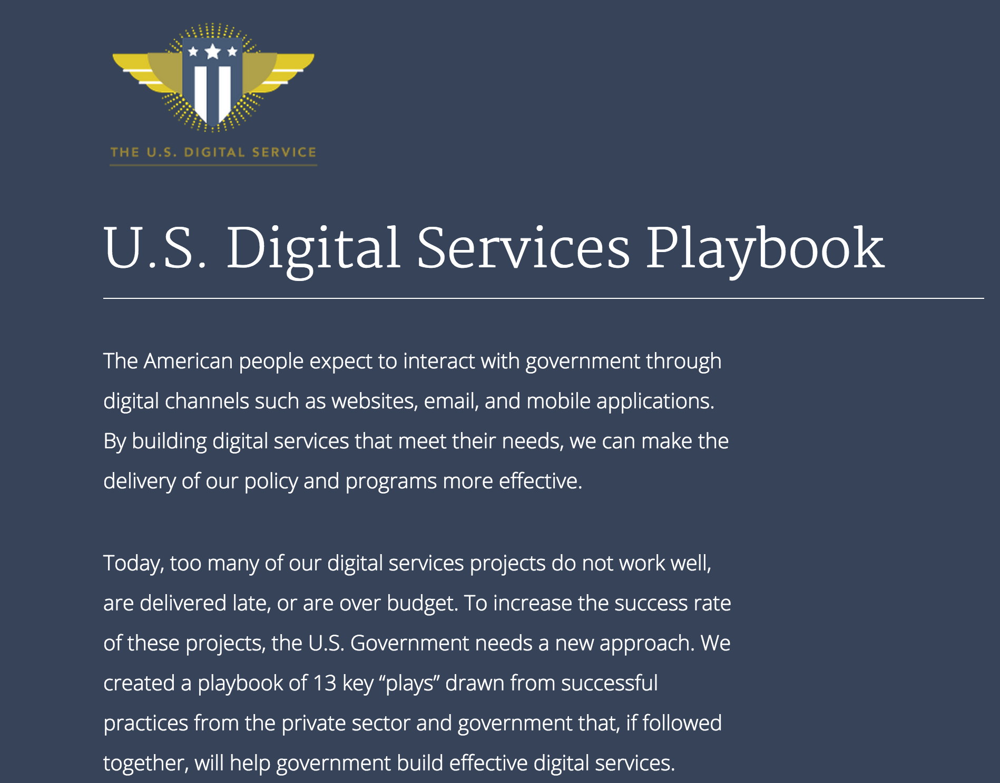 THE U.S. DIGITAL SERVICE
U.S. Digital Services Playbook
The American people expect to interact with government through
digital channels such as websites, email, and mobile applications.
By building digital services that meet their needs, we can make the
delivery of our policy and programs more effective.
Today, too many of our digital services projects do not work well,
are delivered late, or are over budget. To increase the success rate
of these projects, the U.S. Government needs a new approach. We
created a playbook of 13 key “plays” drawn from successful
practices from the private sector and government that, if followed
together, will help government build effective digital services.